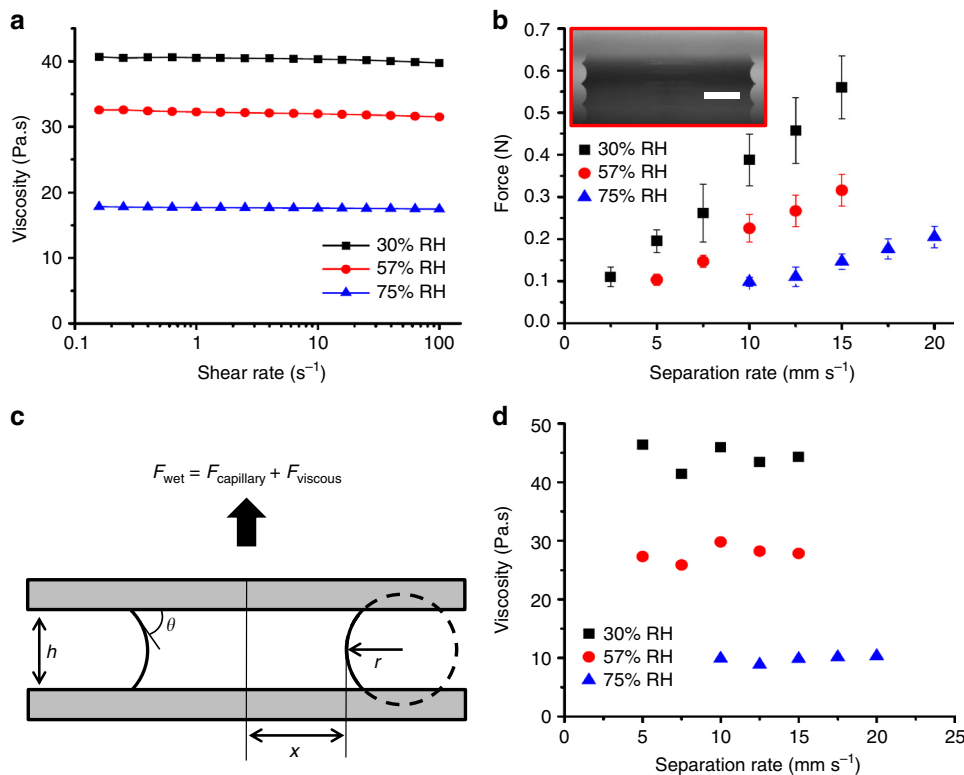 a
Viscosity (Pa.s)
40
30
20
10
0
0.1
1
10
100
Shear rate (s⁻¹)
30% RH
57% RH
75% RH
b
Force (N)
0.7
0.6
0.5
0.4
0.3
0.2
0.1
0.0
0
5
10
15
20
Separation rate (mm s⁻¹)
30% RH
57% RH
75% RH
c
F_wet = F_capillary + F_viscous
θ
h
r
x
d
Viscosity (Pa.s)
50
40
30
20
10
0
0
5
10
15
20
25
Separation rate (mm s⁻¹)
30% RH
57% RH
75% RH